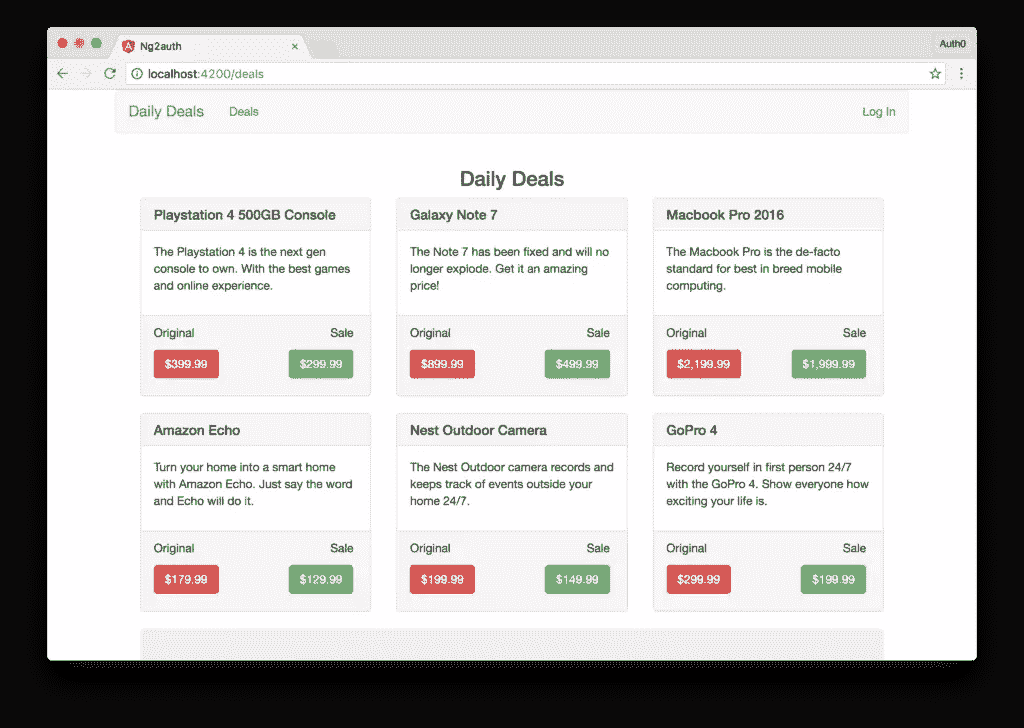 Ng2auth
Auth0
localhost:4200/deals
Daily Deals Deals Log In
Daily Deals
Playstation 4 500GB Console
The Playstation 4 is the next gen
console to own. With the best games
and online experience.
Original Sale
$399.99 $299.99
Galaxy Note 7
The Note 7 has been fixed and will no
longer explode. Get it an amazing
price!
Original Sale
$899.99 $499.99
Macbook Pro 2016
The Macbook Pro is the de-facto
standard for best in breed mobile
computing.
Original Sale
$2,199.99 $1,999.99
Amazon Echo
Turn your home into a smart home
with Amazon Echo. Just say the word
and Echo will do it.
Original Sale
$179.99 $129.99
Nest Outdoor Camera
The Nest Outdoor camera records and
keeps track of events outside your
home 24/7.
Original Sale
$199.99 $149.99
GoPro 4
Record yourself in first person 24/7
with the GoPro 4. Show everyone how
exciting your life is.
Original Sale
$299.99 $199.99